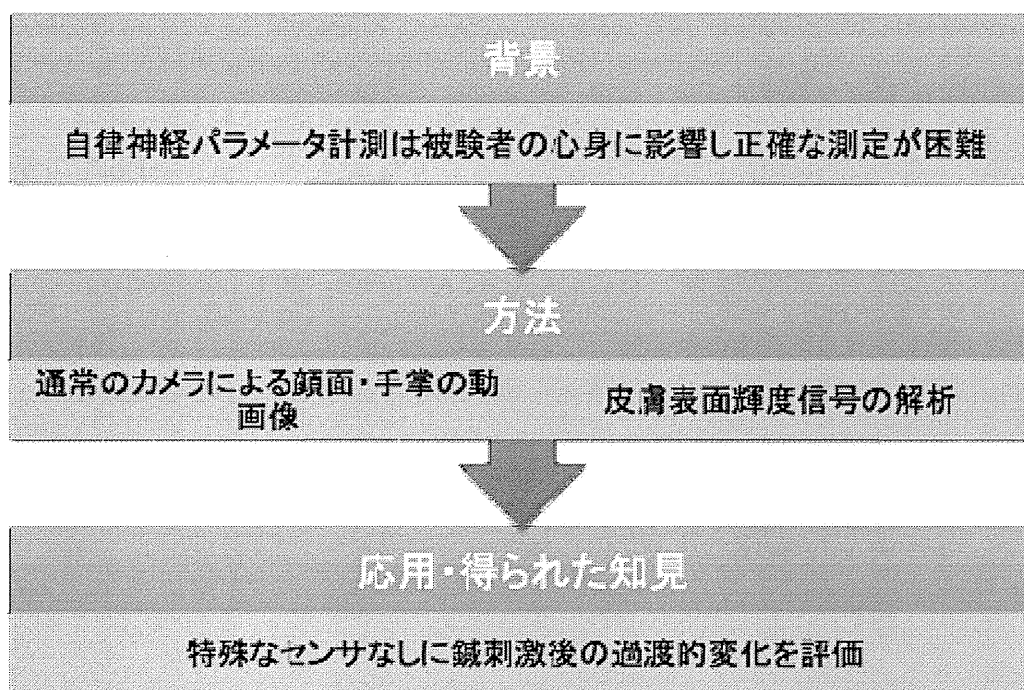 背景
自律神経パラメータ計測は被験者の心身に影響し正確な測定が困難
方法
通常のカメラによる顔面・手掌の動
画像
皮膚表面輝度信号の解析
応用・得られた知見
特殊なセンサなしに鍼刺激後の過渡的変化を評価